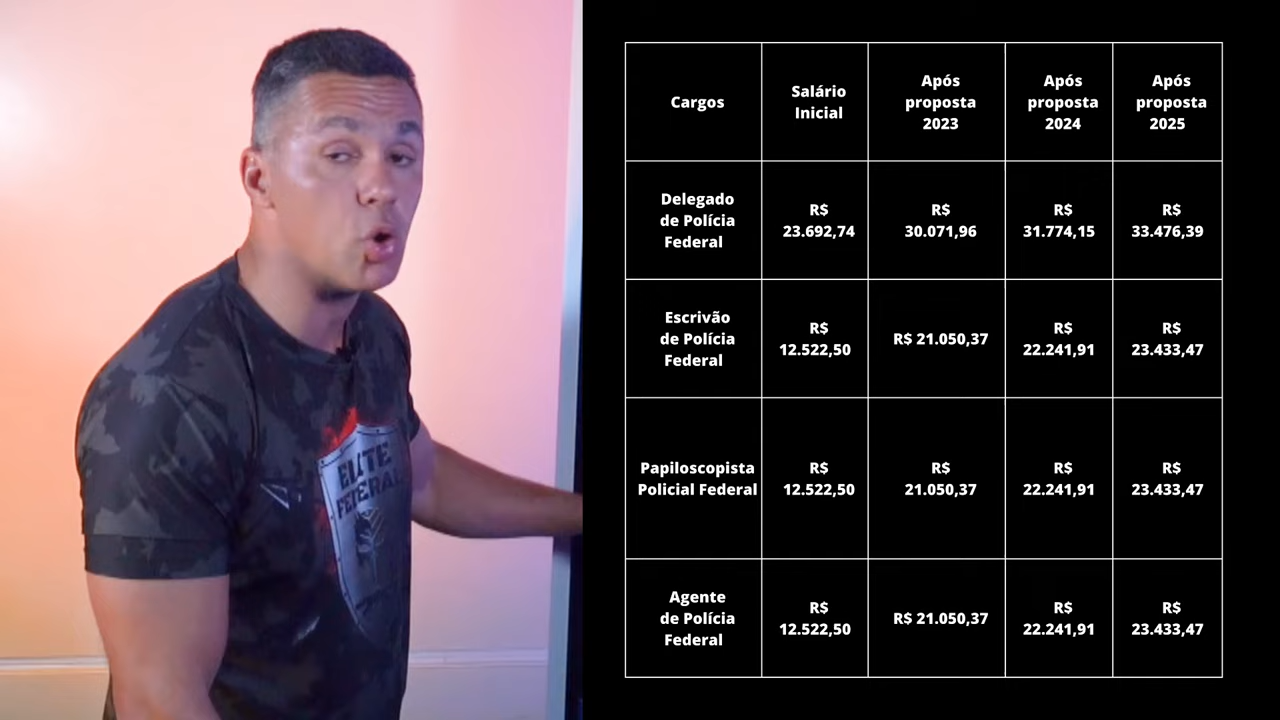 ELITE
FEDERAL
Cargos
Salário
Inicial
Após
proposta
2023
Após
proposta
2024
Após
proposta
2025
Delegado
de Polícia
Federal
R$
23.692,74
R$
30.071,96
R$
31.774,15
R$
33.476,39
Escrivão
de Polícia
Federal
R$
12.522,50
R$ 21.050,37
R$
22.241,91
R$
23.433,47
Papiloscopista
Policial Federal
R$
12.522,50
R$
21.050,37
R$
22.241,91
R$
23.433,47
Agente
de Polícia
Federal
R$
12.522,50
R$ 21.050,37
R$
22.241,91
R$
23.433,47